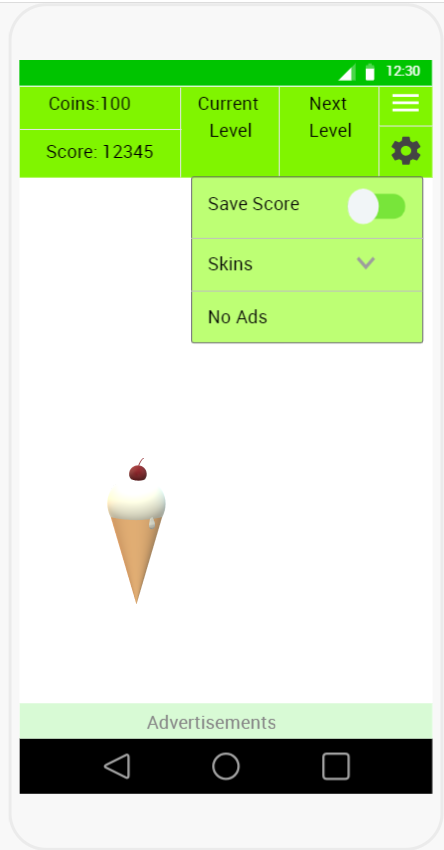 12:30
Coins:100
Score: 12345
Current
Level
Next
Level
Save Score
Skins
No Ads
Advertisements